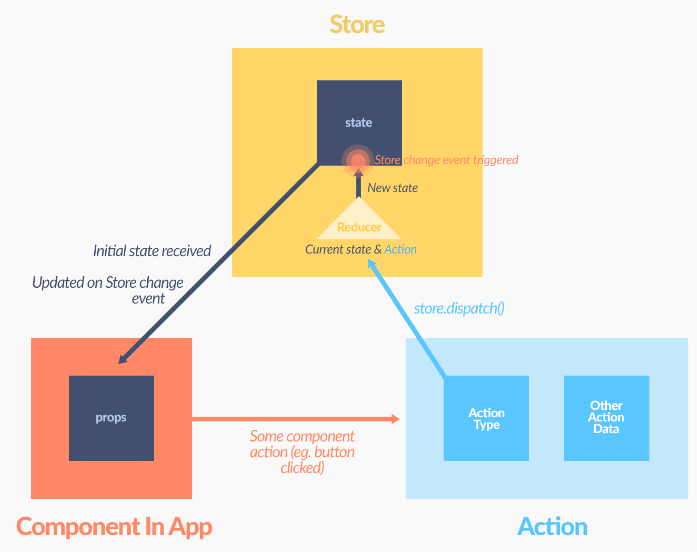 Store
state
Store change event triggered
New state
Reducer
Current state & Action
Initial state received
Updated on Store change
event
store.dispatch()
props
Action
Type
Other
Action
Data
Some component
action (eg. button
clicked)
Component In App
Action